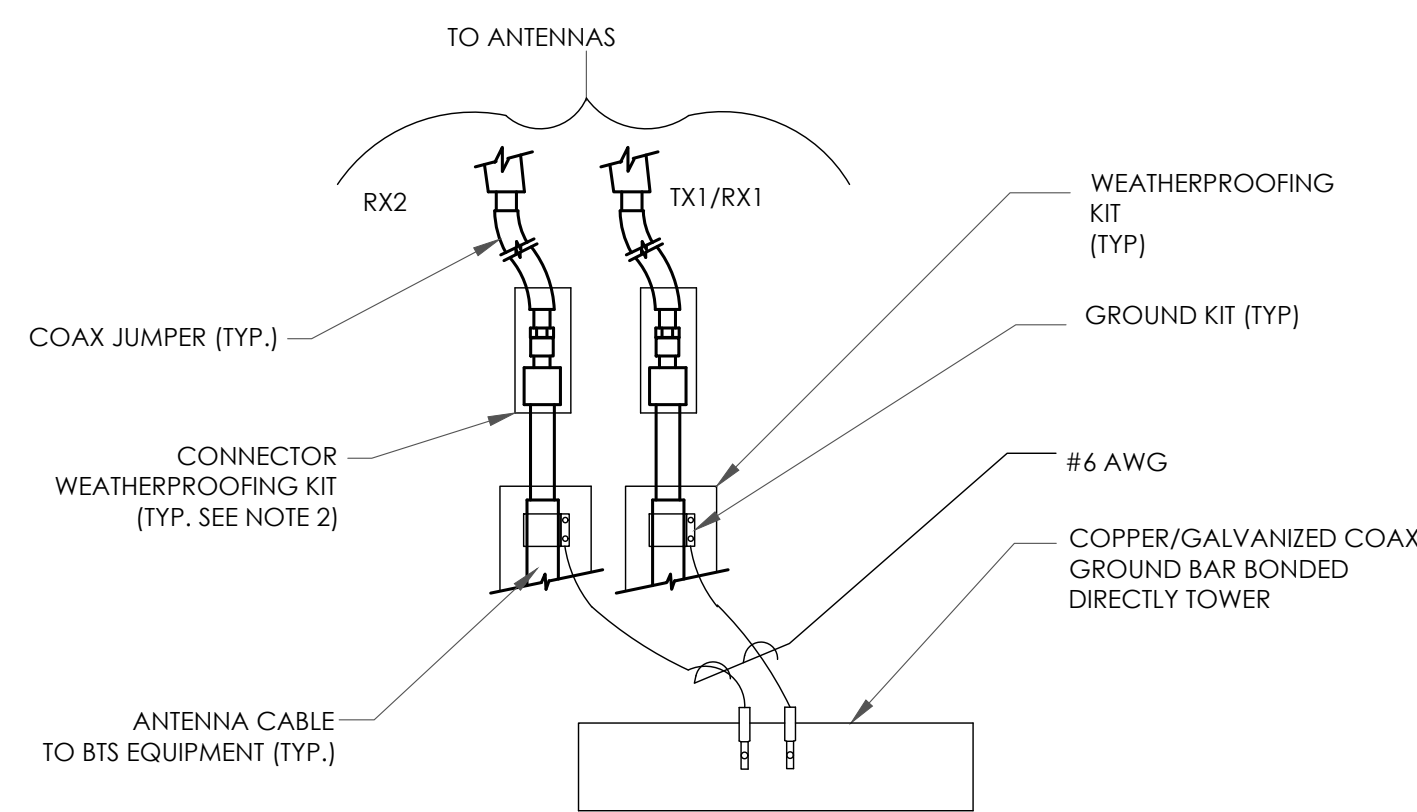 TO ANTENNAS
RX2
TX1/RX1
WEATHERPROOFING
KIT
(TYP)
GROUND KIT (TYP)
COAX JUMPER (TYP.)
CONNECTOR
WEATHERPROOFING KIT
(TYP. SEE NOTE 2)
#6 AWG
COPPER/GALVANIZED COAX
GROUND BAR BONDED
DIRECTLY TOWER
ANTENNA CABLE
TO BTS EQUIPMENT (TYP.)